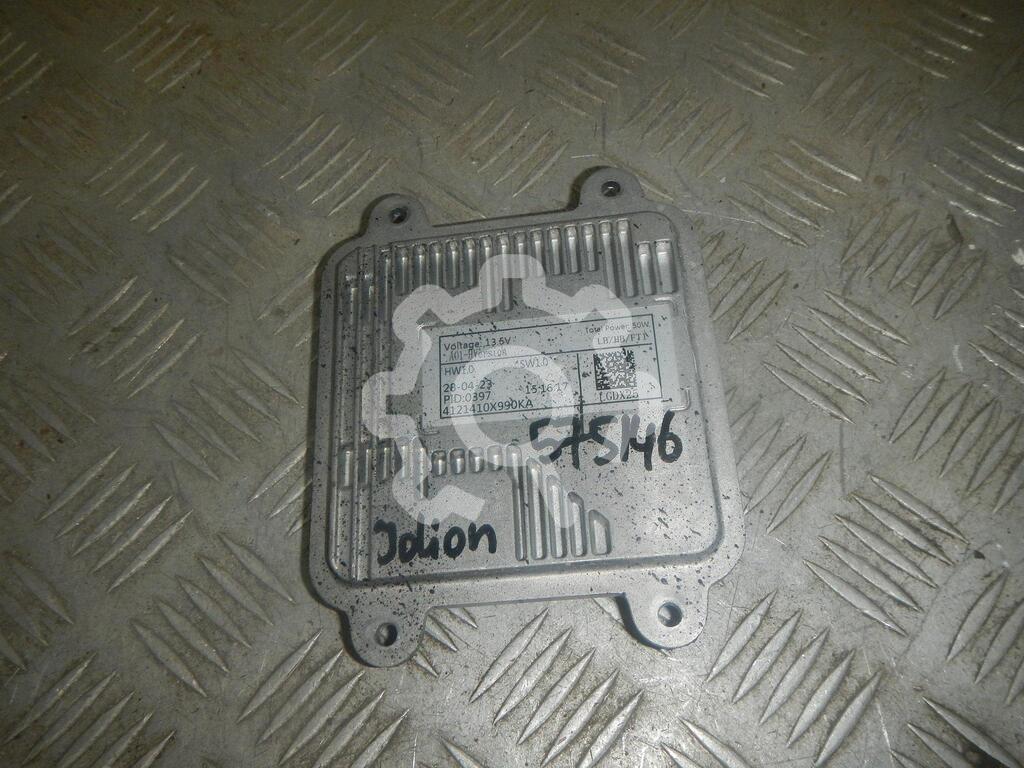 Total Power: 50W
Voltage: 13.5V
LB/HB/FTN
HW1.0 SW1.0
28-04-23 15:16:17
PID:0397 LGDX25
4121410X990KA
575146
Jolion